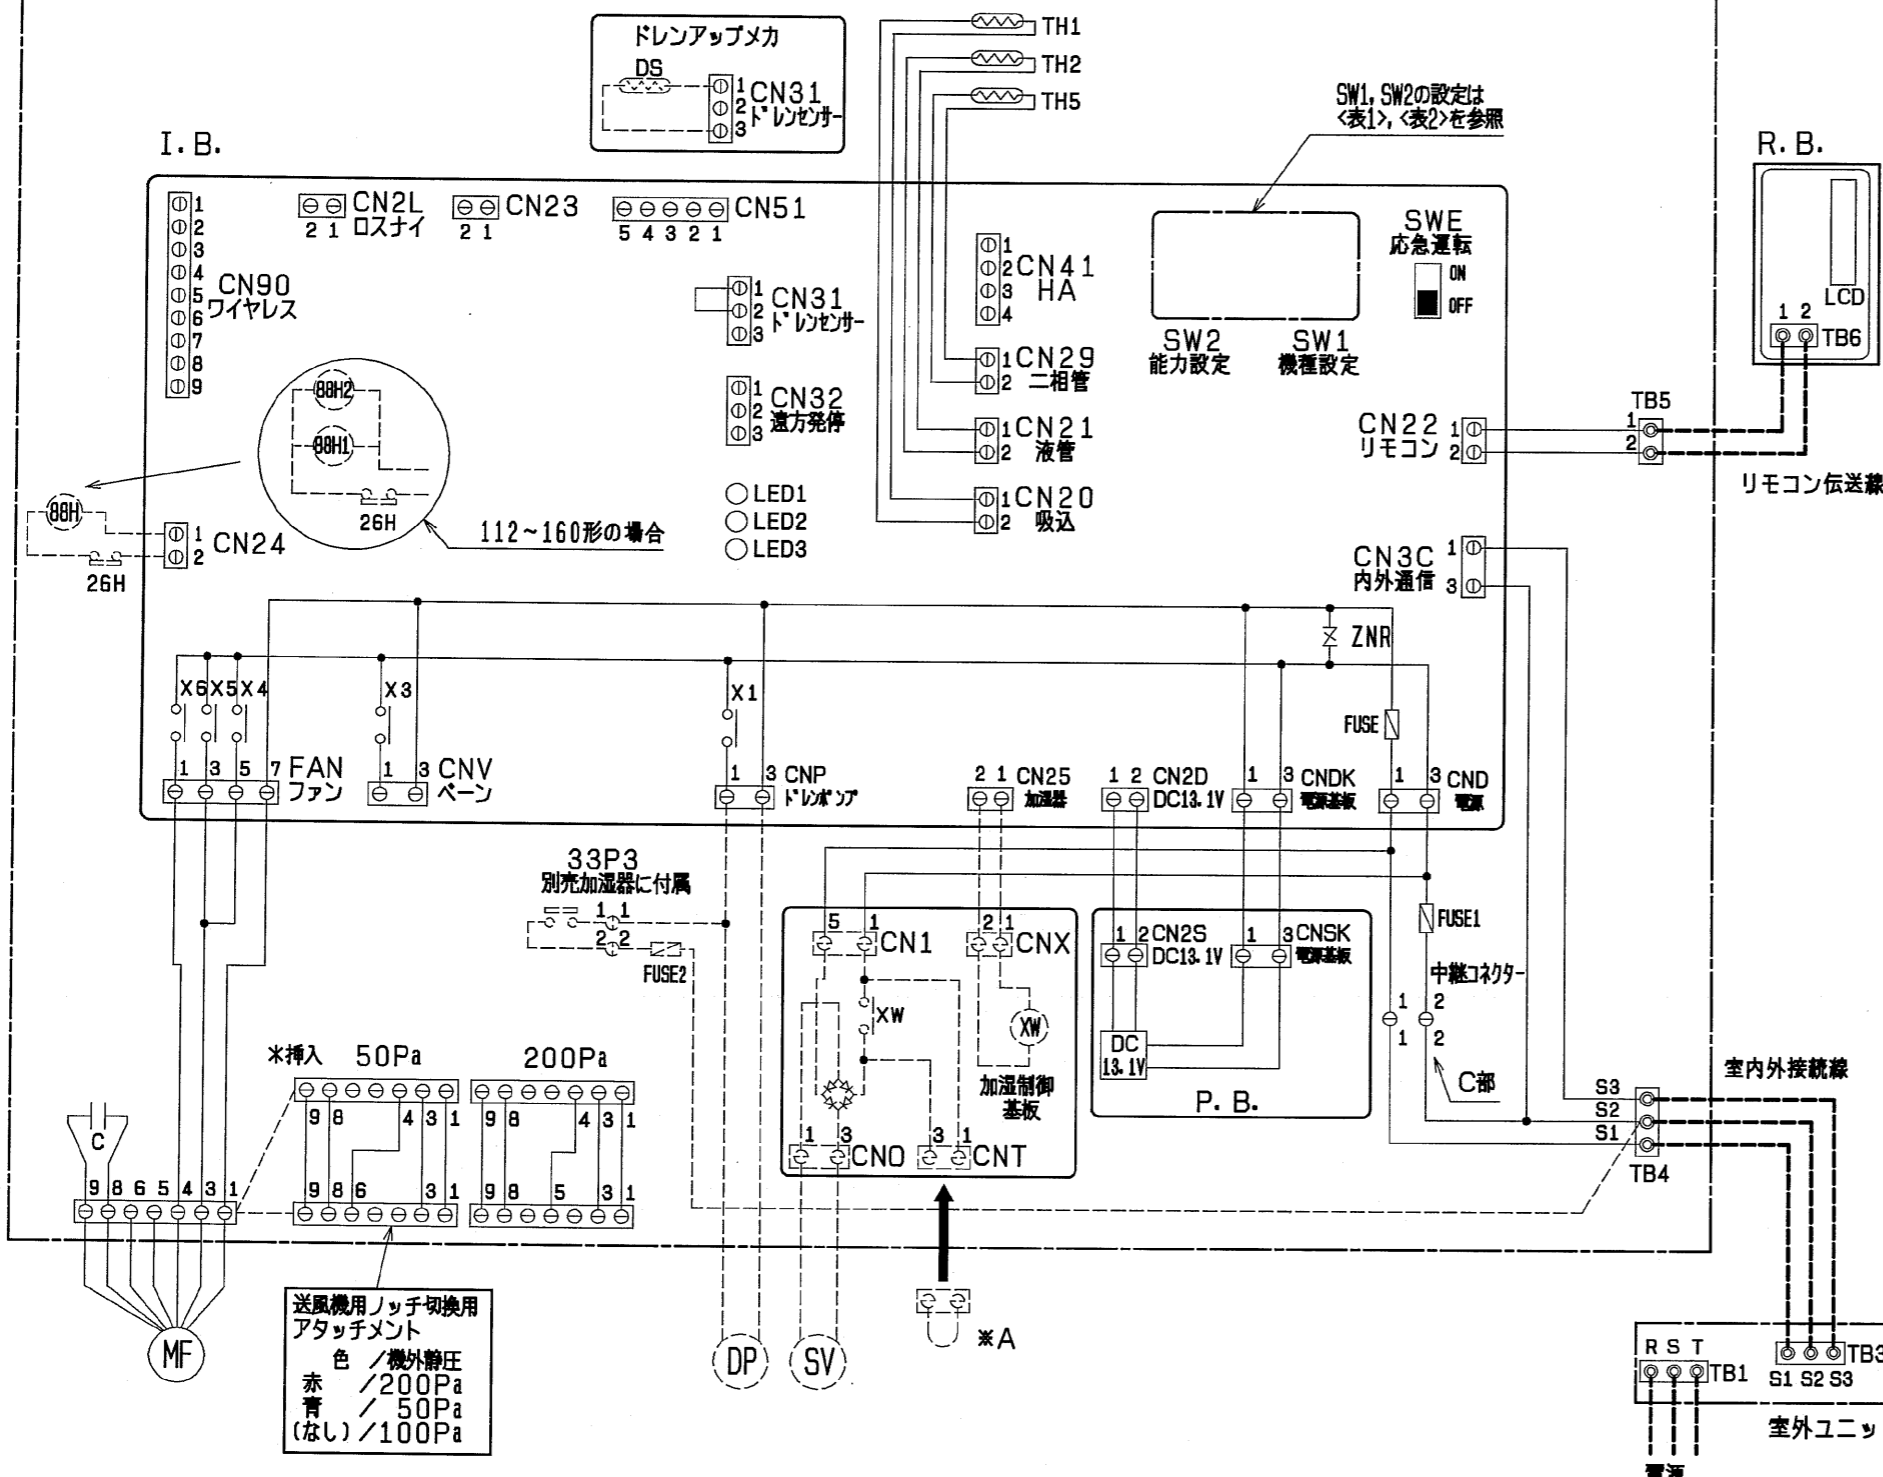 ドレンアップメカ
DS
1
2
3
CN31
ドレンセンサー
TH1
TH2
TH5
SW1, SW2の設定は
<表1>, <表2>を参照
I. B.
R. B.
LCD
1 2
TB6
1
2
3
4
5
6
7
8
9
CN90
ワイヤレス
CN2L
2 1 ロスナイ
CN23
2 1
CN51
5 4 3 2 1
1
2
3
4
CN41
HA
SWE
応急運転
ON
OFF
1
2
3
CN31
ドレンセンサー
SW2
能力設定
SW1
機種設定
1
2
CN29
二相管
1
2
3
CN32
遠方発停
1
2
CN21
液管
CN22
リモコン
1
2
TB5
1
2
リモコン伝送線
88H2
88H1
26H
112～160形の場合
88H
26H
1
2
CN24
LED1
LED2
LED3
1
2
CN20
吸込
CN3C
内外通信
1
3
ZNR
X6 X5 X4
X3
X1
FUSE
1 3 5 7 FAN
ファン
1 3 CNV
ベーン
1 3 CNP
ドレンポンプ
2 1 CN25
加湿器
1 2 CN2D
DC13.1V
1 3 CNDK
電源基板
1 3 CND
電源
33P3
別売加湿器に付属
1 1
2 2
FUSE2
5 1
CN1
2 1
CNX
XW
XW
加湿制御
基板
1 3
CNO
3 1
CNT
1 2 CN2S
DC13.1V
1 3 CNSK
電源基板
DC
13.1V
P. B.
FUSE1
中継コネクター
1 2
1 2
C部
室内外接続線
S3
S2
S1
TB4
※挿入 50Pa
200Pa
9 8 4 3 1
9 8 4 3 1
9 8 6 3 1
9 8 5 3 1
C
9 8 6 5 4 3 1
MF
送風機用ノッチ切換用
アタッチメント
色 /機外静圧
赤 /200Pa
青 / 50Pa
(なし)/100Pa
DP
SV
※A
R S T
TB1
TB3
S1 S2 S3
室外ユニッ
電源